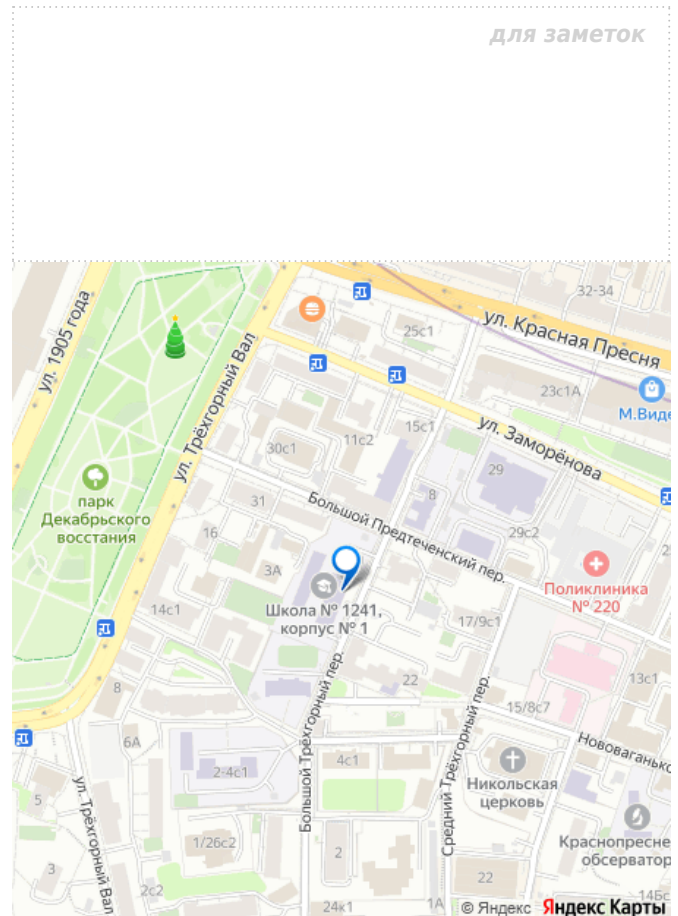 для заметок
32-34
ул. 1905 года
25с1
ул. Красная Пресня
ул. Трёхгорный Вал
23с1А
М.Виде
15с1
ул. Заморёнова
11с2
30с1
29
парк
Декабрьского
восстания
31
8
Большой Предтеченский пер.
16
29с2
3А
Поликлиника
№ 220
14с1
Школа № 1241,
корпус № 1
17/9с1
22
13с1
8
15/8с7
6А
Большой Трёхгорный пер.
Средний Трёхгорный пер.
Нововаганько
4с1
2-4с1
Никольская
церковь
5
ул. Трёхгорный Вал
1/26с2
2
Краснопресне
обсерватор
3
22
2с2
24к1
1А
14Бс
© Яндекс Яндекс Карты